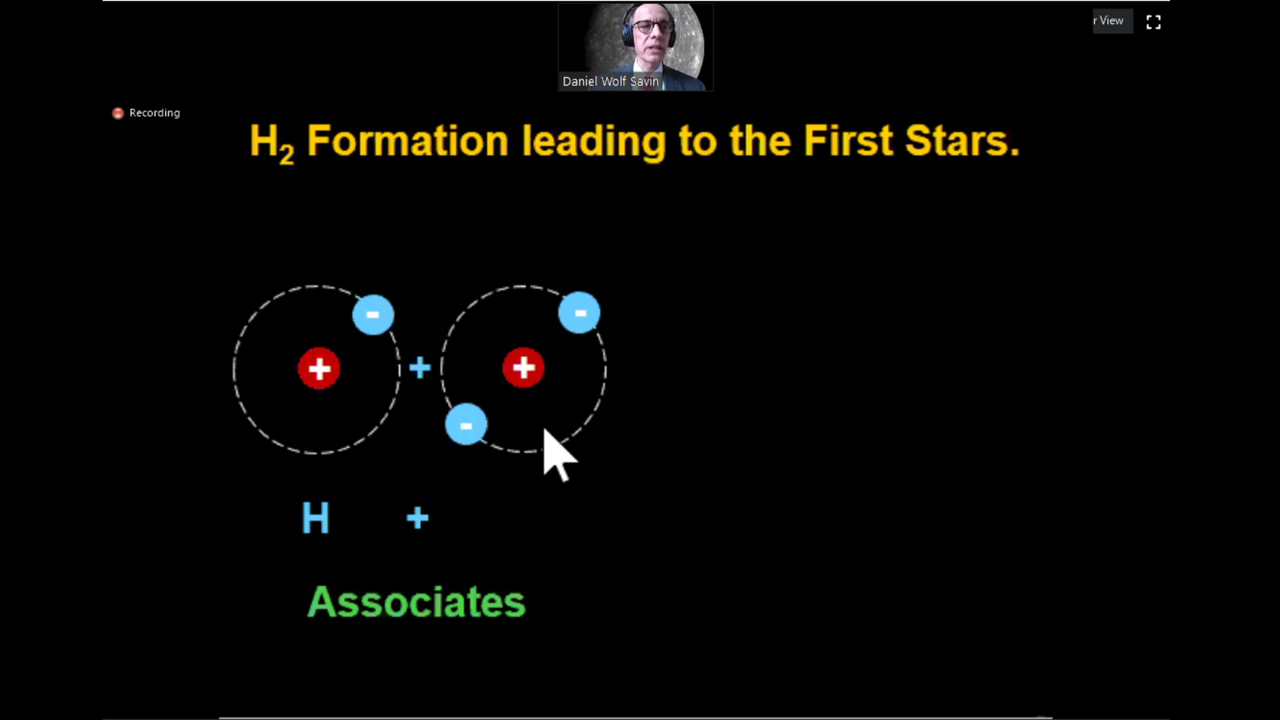 r View
Daniel Wolf Savin
Recording
H₂ Formation leading to the First Stars.
- -
+ + +
-
H +
Associates